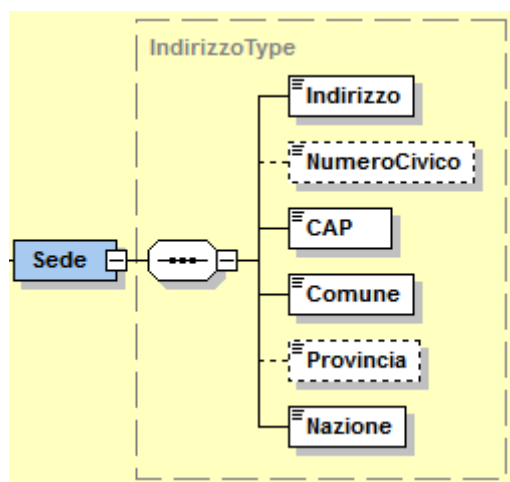 IndirizzoType
Indirizzo
NumeroCivico
CAP
Sede
Comune
Provincia
Nazione